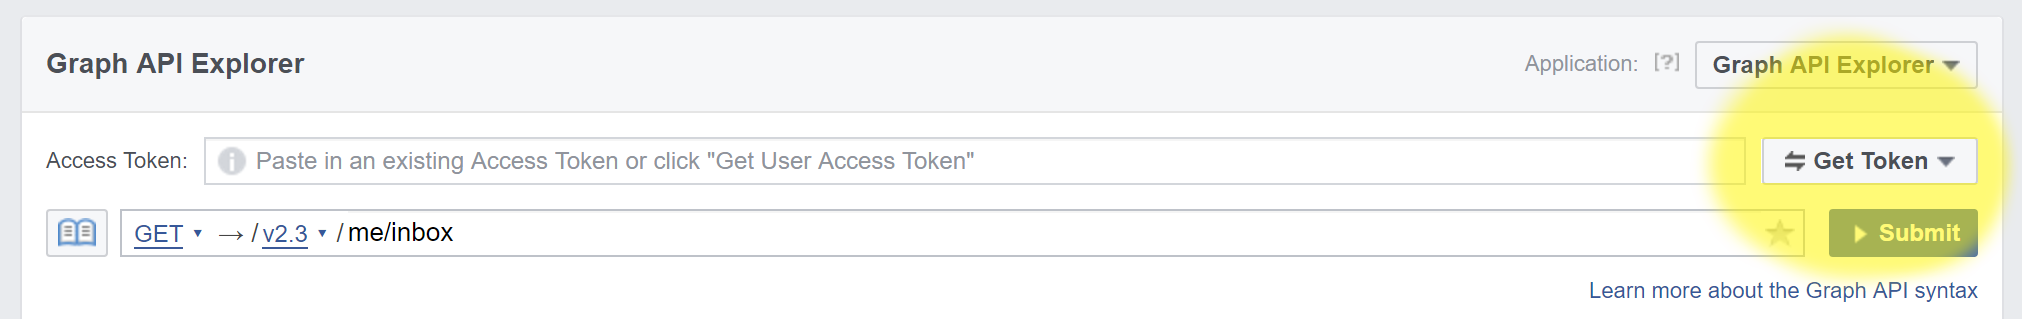 Graph API Explorer
Application: [?] Graph API Explorer
Access Token: Paste in an existing Access Token or click "Get User Access Token" Get Token
GET → / v2.3 / me/inbox Submit
Learn more about the Graph API syntax